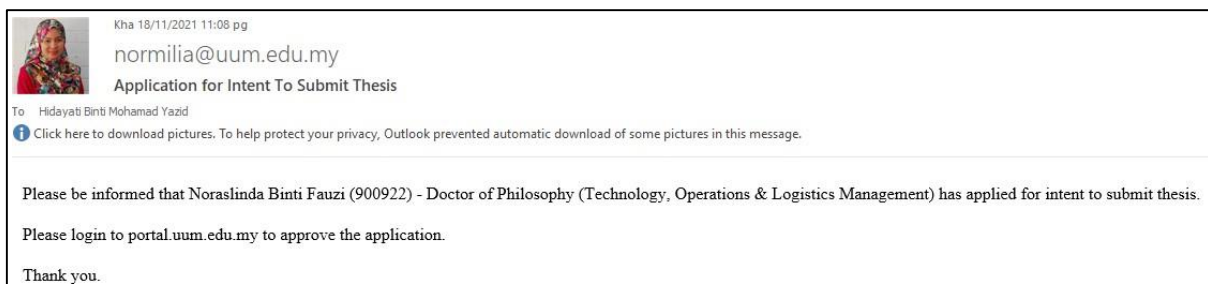 Kha 18/11/2021 11:08 pg
normilia@uum.edu.my
Application for Intent To Submit Thesis
To Hidayati Binti Mohamad Yazid
Click here to download pictures. To help protect your privacy, Outlook prevented automatic download of some pictures in this message.
Please be informed that Noraslinda Binti Fauzi (900922) - Doctor of Philosophy (Technology, Operations & Logistics Management) has applied for intent to submit thesis.
Please login to portal.uum.edu.my to approve the application.
Thank you.